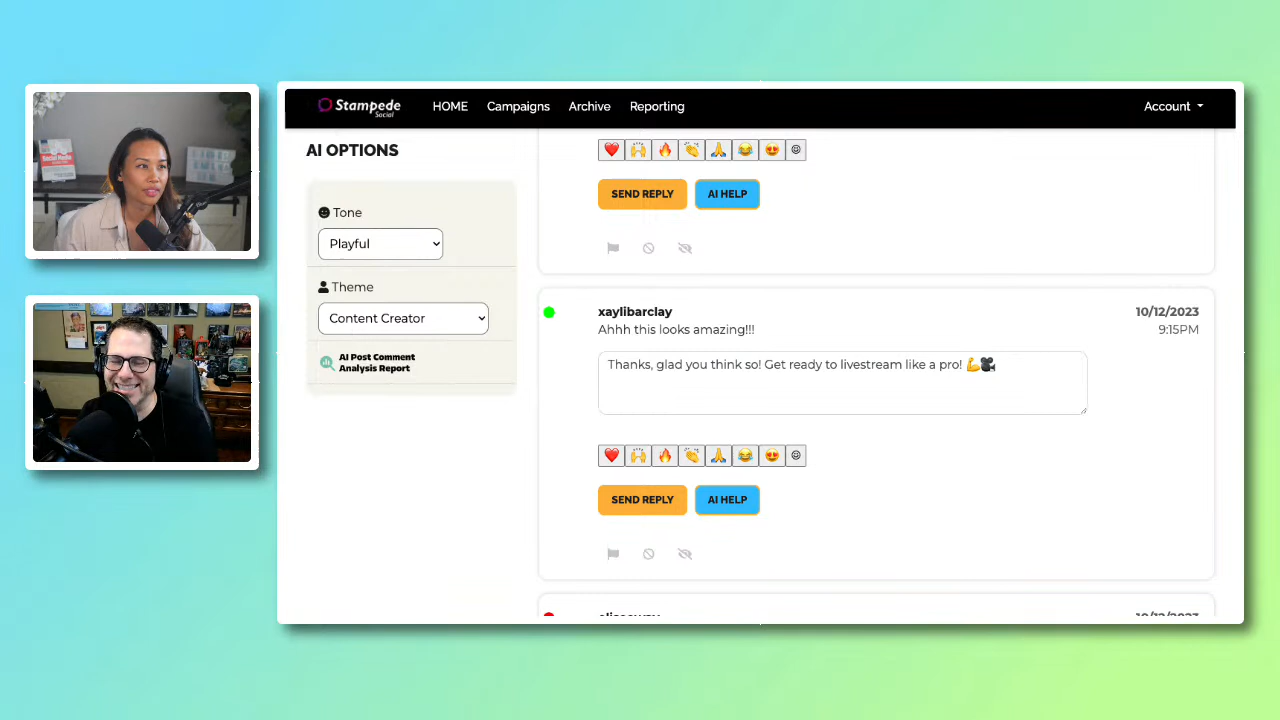 Stampede
Social
HOME
Campaigns
Archive
Reporting
Account
AI OPTIONS
Tone
Playful
Theme
Content Creator
AI Post Comment
Analysis Report
SEND REPLY
AI HELP
xaylibarclay
10/12/2023
Ahhh this looks amazing!!!
9:15PM
Thanks, glad you think so! Get ready to livestream like a pro! 💪🎥
❤️🙌🔥👏🙏😂😍
SEND REPLY
AI HELP